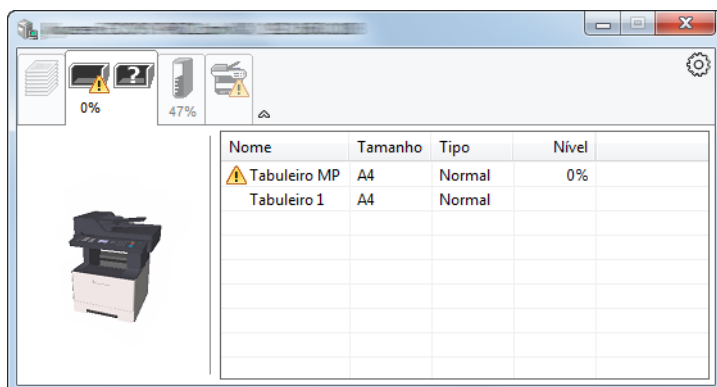 0%
47%
Nome Tamanho Tipo Nível
Tabuleiro MP A4 Normal 0%
Tabuleiro 1 A4 Normal